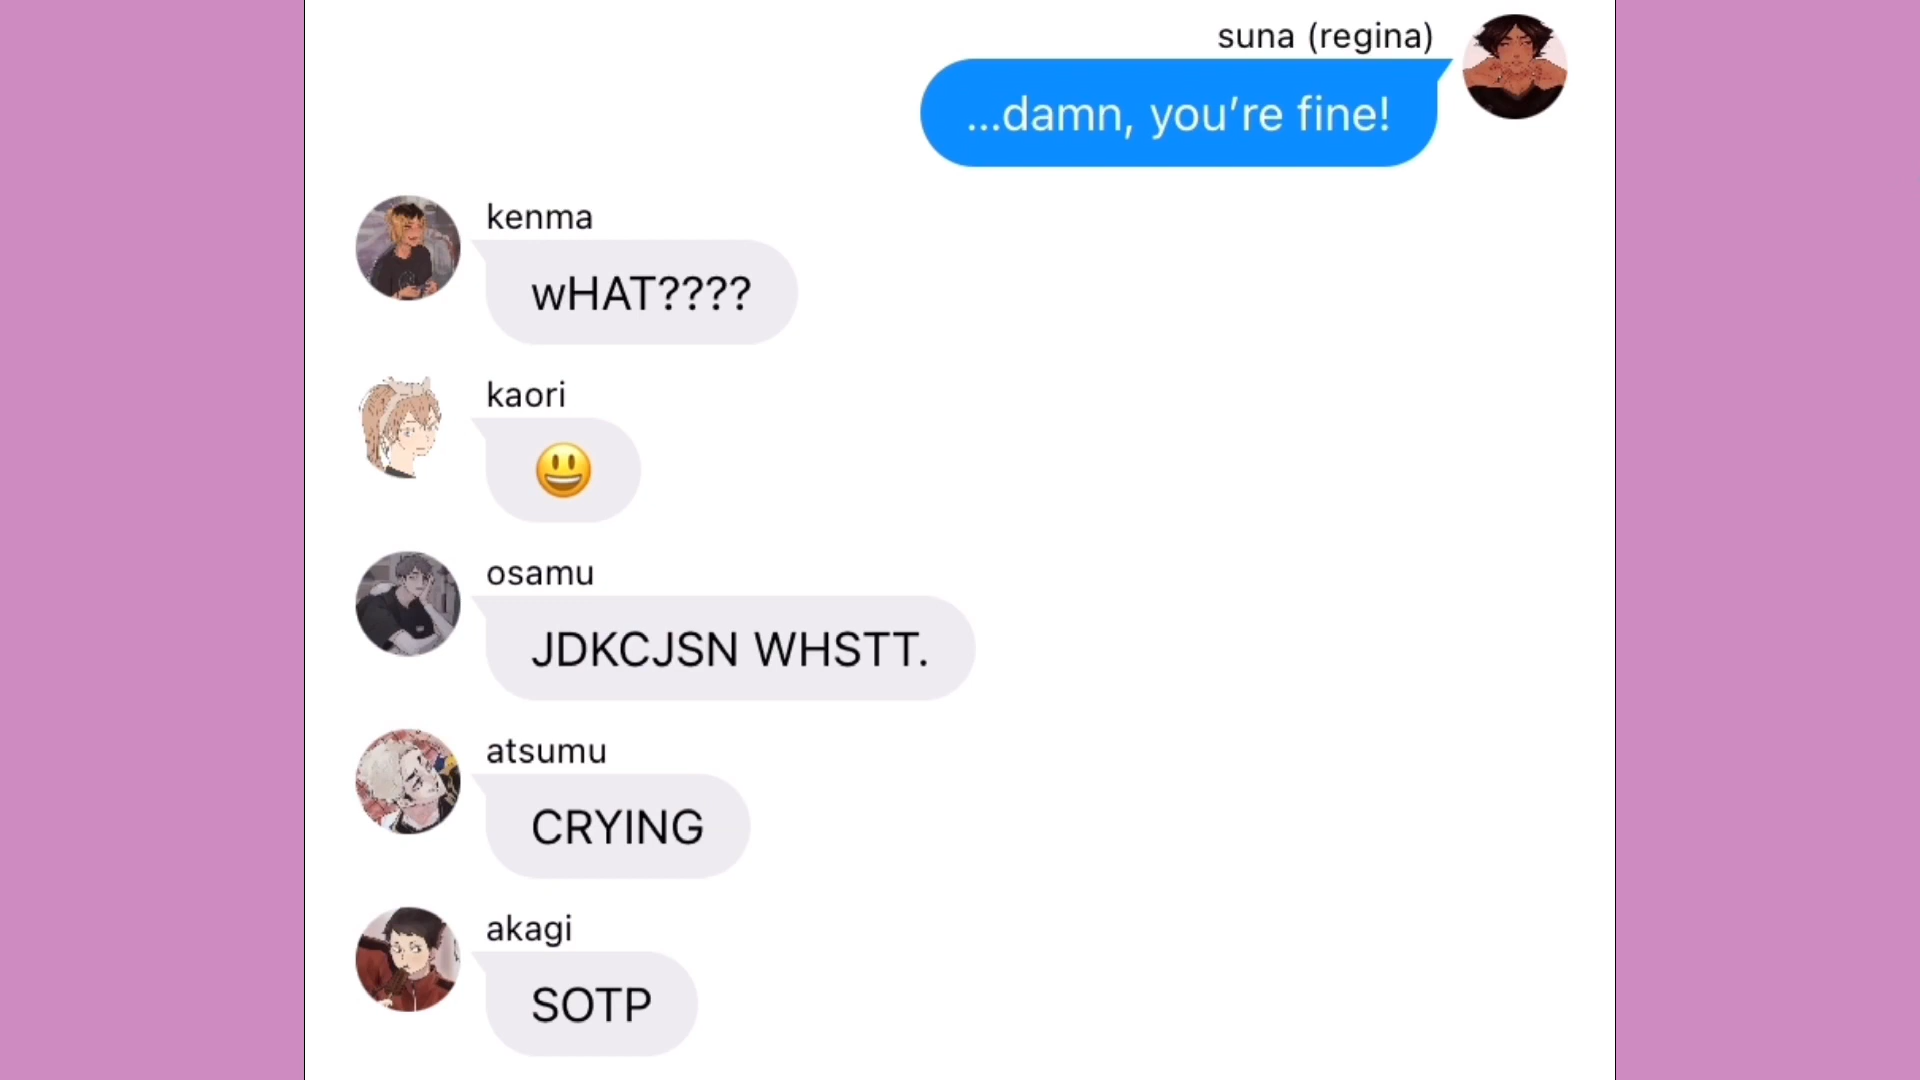 suna (regina)
...damn, you’re fine!
kenma
wHAT????
kaori
😃
osamu
JDKCJSN WHSTT.
atsumu
CRYING
akagi
SOTP